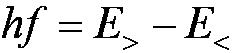 hf = E_> − E_<